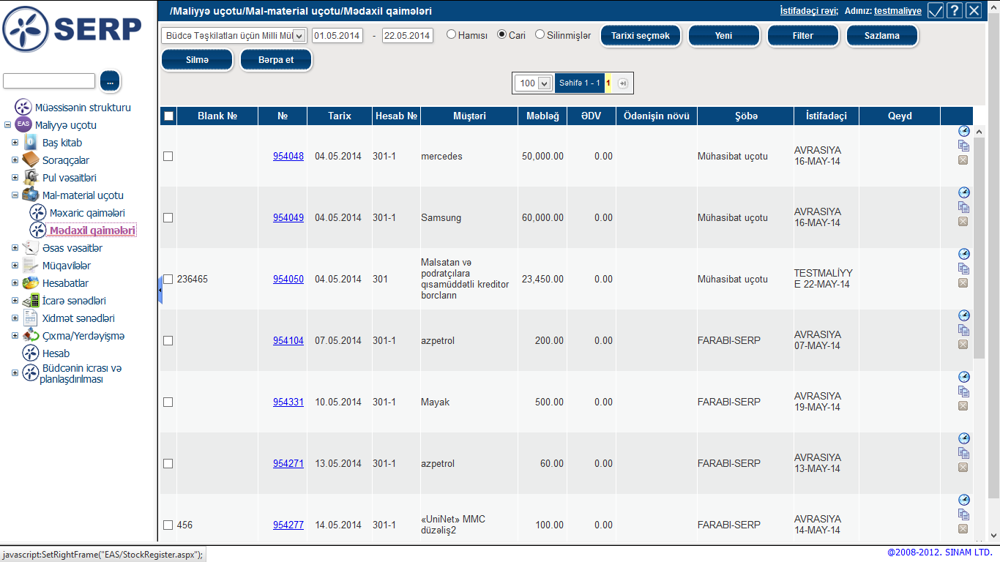 SERP
/Maliyyə uçotu/Mal-material uçotu/Mədaxil qaimələri
İstifadəçi rəyi; Adınız: testmaliyye
Büdcə Təşkilatları üçün Milli Mül 01.05.2014 - 22.05.2014 Hamısı Cari Silinmişlər Tarixi seçmək Yeni Filter Sazlama
Silmə Bərpa et
...
100 Səhifə 1 - 1 1
Müəssisənin strukturu
EAS Maliyyə uçotu
Baş kitab
Soraqçalar
Pul vəsaitləri
Mal-material uçotu
Məxaric qaimələri
Mədaxil qaimələri
Əsas vəsaitlər
Müqavilələr
Hesabatlar
İcarə sənədləri
Xidmət sənədləri
Çıxma/Yerdəyişmə
Hesab
Büdcənin icrası və
planlaşdırılması
Blank № № Tarix Hesab № Müştəri Məbləğ ƏDV Ödənişin növü Şöbə İstifadəçi Qeyd
954048 04.05.2014 301-1 mercedes 50,000.00 0.00 Mühasibat uçotu AVRASIYA
16-MAY-14
954049 04.05.2014 301-1 Samsung 60,000.00 0.00 Mühasibat uçotu AVRASIYA
16-MAY-14
Malsatan və
podratçılara
236465 954050 04.05.2014 301 qısamüddətli kreditor 23,450.00 0.00 Mühasibat uçotu TESTMALİYY
borcların E 22-MAY-14
954104 07.05.2014 301-1 azpetrol 200.00 0.00 FARABI-SERP AVRASIYA
07-MAY-14
954331 10.05.2014 301-1 Mayak 500.00 0.00 FARABI-SERP AVRASIYA
19-MAY-14
954271 13.05.2014 301-1 azpetrol 60.00 0.00 FARABI-SERP AVRASIYA
13-MAY-14
456 954277 14.05.2014 301-1 «UniNet» MMC 100.00 0.00 FARABI-SERP AVRASIYA
düzəliş2 14-MAY-14
javascript:SetRightFrame("EAS/StockRegister.aspx");
@2008-2012. SINAM LTD.